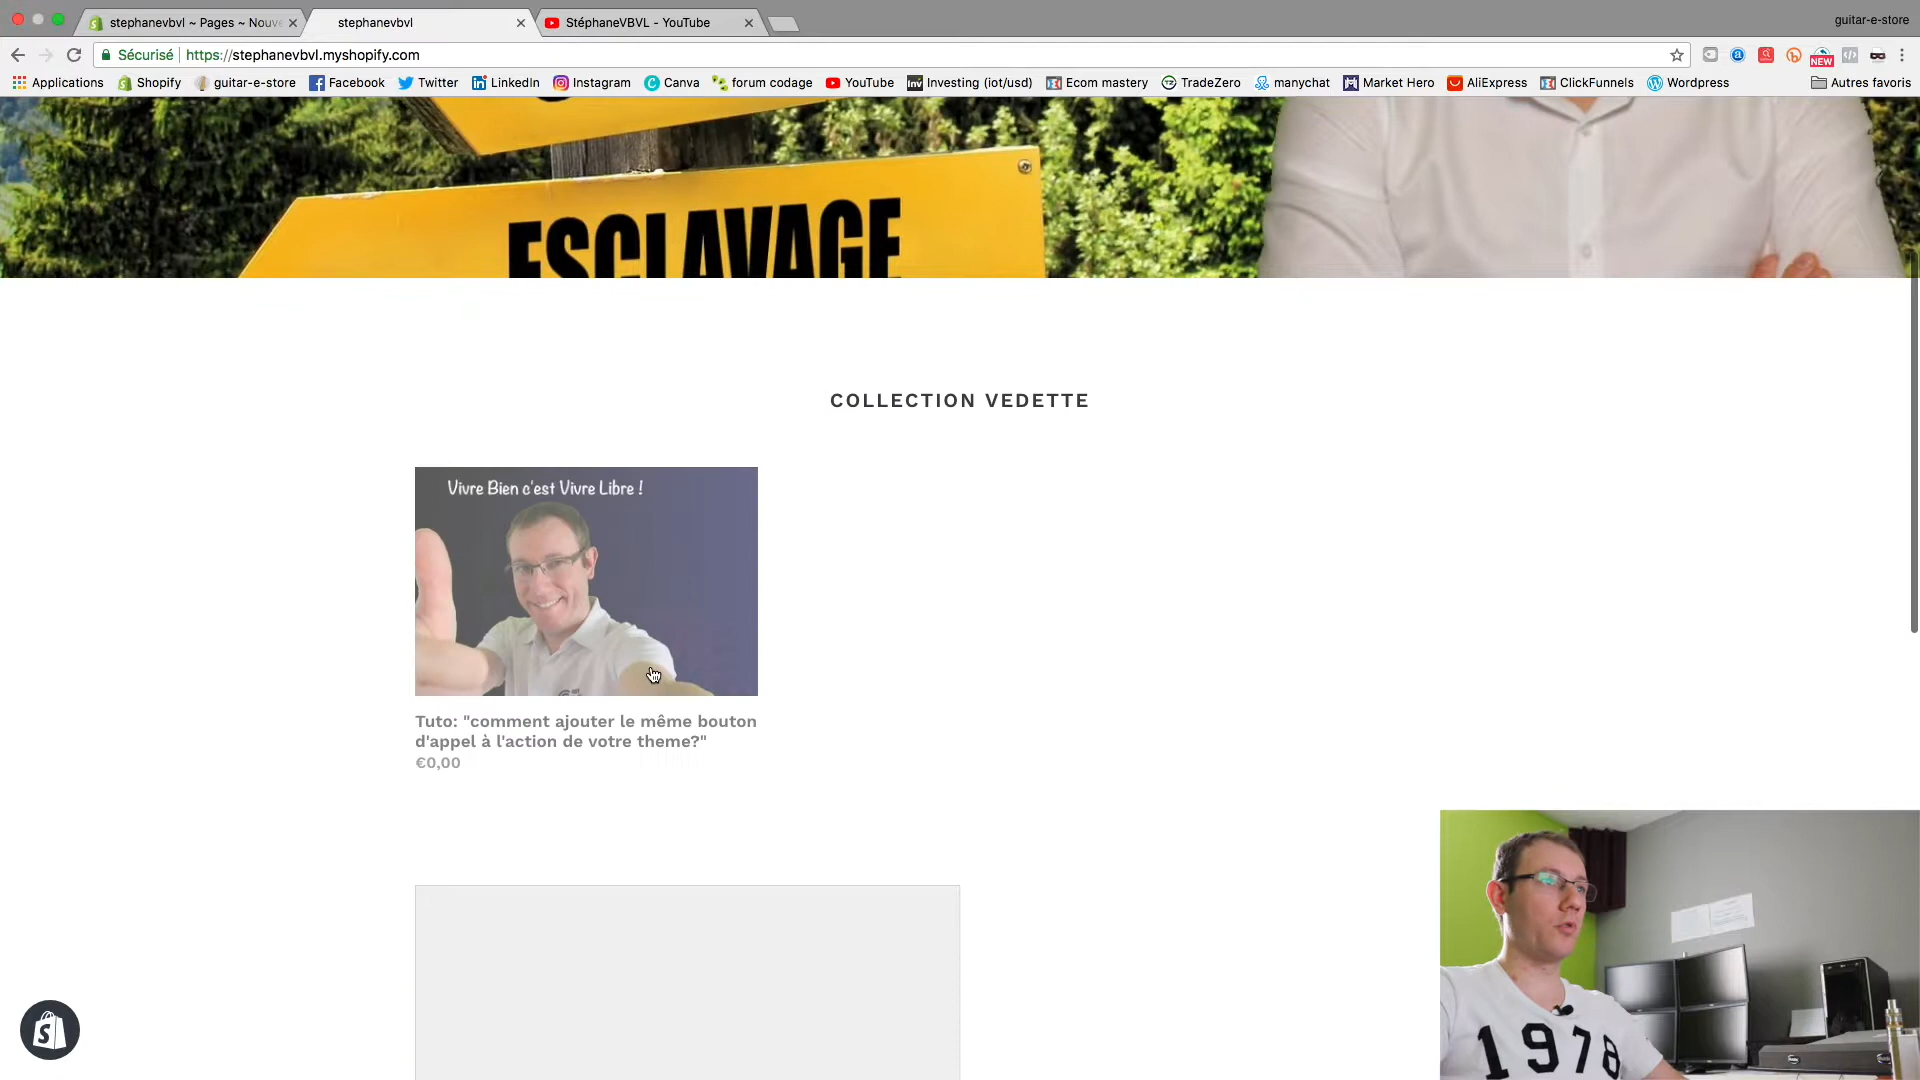 stephanevbvl ~ Pages ~ Nouve
stephanevbvl
StéphaneVBVL - YouTube
guitar-e-store
Sécurisé
https://stephanevbvl.myshopify.com
NEW
Applications
Shopify
guitar-e-store
Facebook
Twitter
LinkedIn
Instagram
Canva
forum codage
YouTube
Investing (iot/usd)
Ecom mastery
TradeZero
manychat
Market Hero
AliExpress
ClickFunnels
Wordpress
Autres favoris
ESCLAVAGE
COLLECTION VEDETTE
Vivre Bien c'est Vivre Libre !
Tuto: "comment ajouter le même bouton
d'appel à l'action de votre theme?"
€0,00
1978